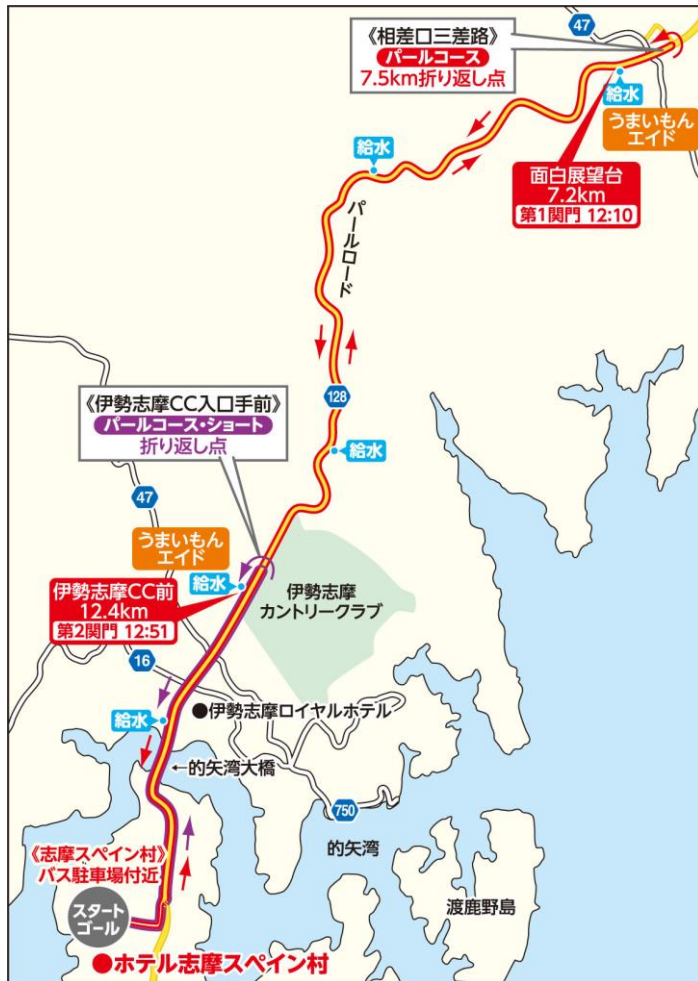 47
《相差口三差路》
パールコース
7.5km折り返し点
給水
うまいもん
エイド
給水
面白展望台
7.2km
第1関門 12:10
パールロード
《伊勢志摩CC入口手前》
パールコース・ショート
折り返し点
128
給水
47
うまいもん
エイド
給水
伊勢志摩CC前
12.4km
第2関門 12:51
伊勢志摩
カントリークラブ
16
給水
●伊勢志摩ロイヤルホテル
←的矢湾大橋
750
的矢湾
《志摩スペイン村》
バス駐車場付近
スタート
ゴール
渡鹿野島
●ホテル志摩スペイン村